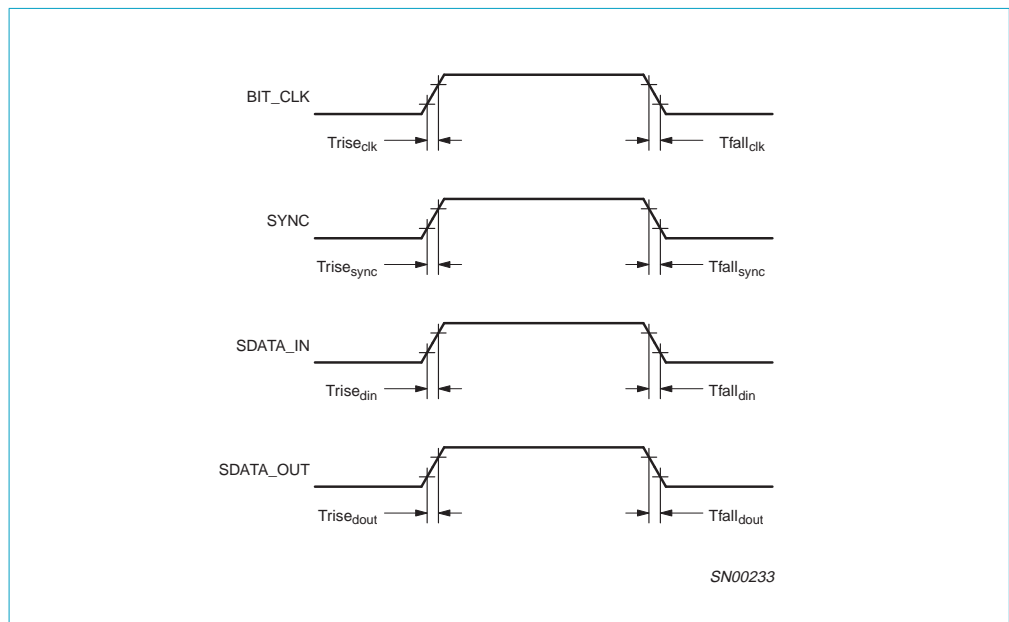 BIT_CLK
Trise_clk Tfall_clk
SYNC
Trise_sync Tfall_sync
SDATA_IN
Trise_din Tfall_din
SDATA_OUT
Trise_dout Tfall_dout
SN00233